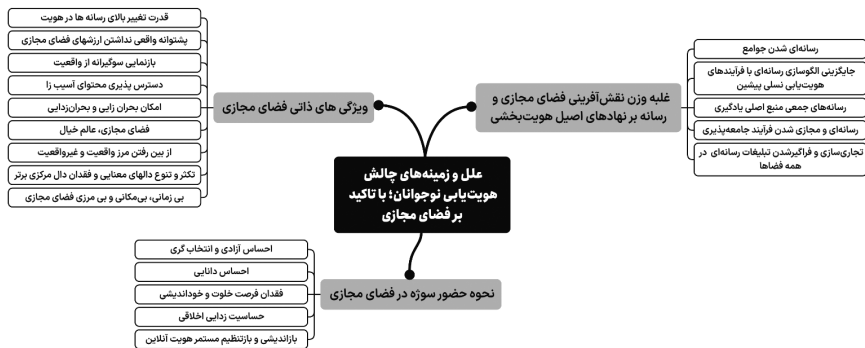 علل و زمینه‌های چالش
هویت‌یابی نوجوانان؛ با تاکید
بر فضای مجازی
غلبه وزن نقش‌آفرینی فضای مجازی و
رسانه بر نهادهای اصیل هویت‌بخشی
رسانه‌ای شدن جوامع
جایگزینی الگوسازی رسانه‌ای با فرآیندهای
هویت‌یابی نسلی پیشین
رسانه‌های جمعی منبع اصلی یادگیری
رسانه‌ای و مجازی شدن فرآیند جامعه‌پذیری
تجاری‌سازی و فراگیرشدن تبلیغات رسانه‌ای در
همه فضاها
ویژگی های ذاتی فضای مجازی
قدرت تغییر بالای رسانه ها در هویت
پشتوانه واقعی نداشتن ارزشهای فضای مجازی
بازنمایی سوگیرانه از واقعیت
دسترس پذیری محتوای آسیب زا
امکان بحران زایی و بحران‌زدایی
فضای مجازی، عالم خیال
از بین رفتن مرز واقعیت و غیرواقعیت
تکثر و تنوع دالهای معنایی و فقدان دال مرکزی برتر
بی زمانی، بی‌مکانی و بی مرزی فضای مجازی
نحوه حضور سوژه در فضای مجازی
احساس آزادی و انتخاب گری
احساس دانایی
فقدان فرصت خلوت و خوداندیشی
حساسیت زدایی اخلاقی
بازاندیشی و بازتنظیم مستمر هویت آنلاین